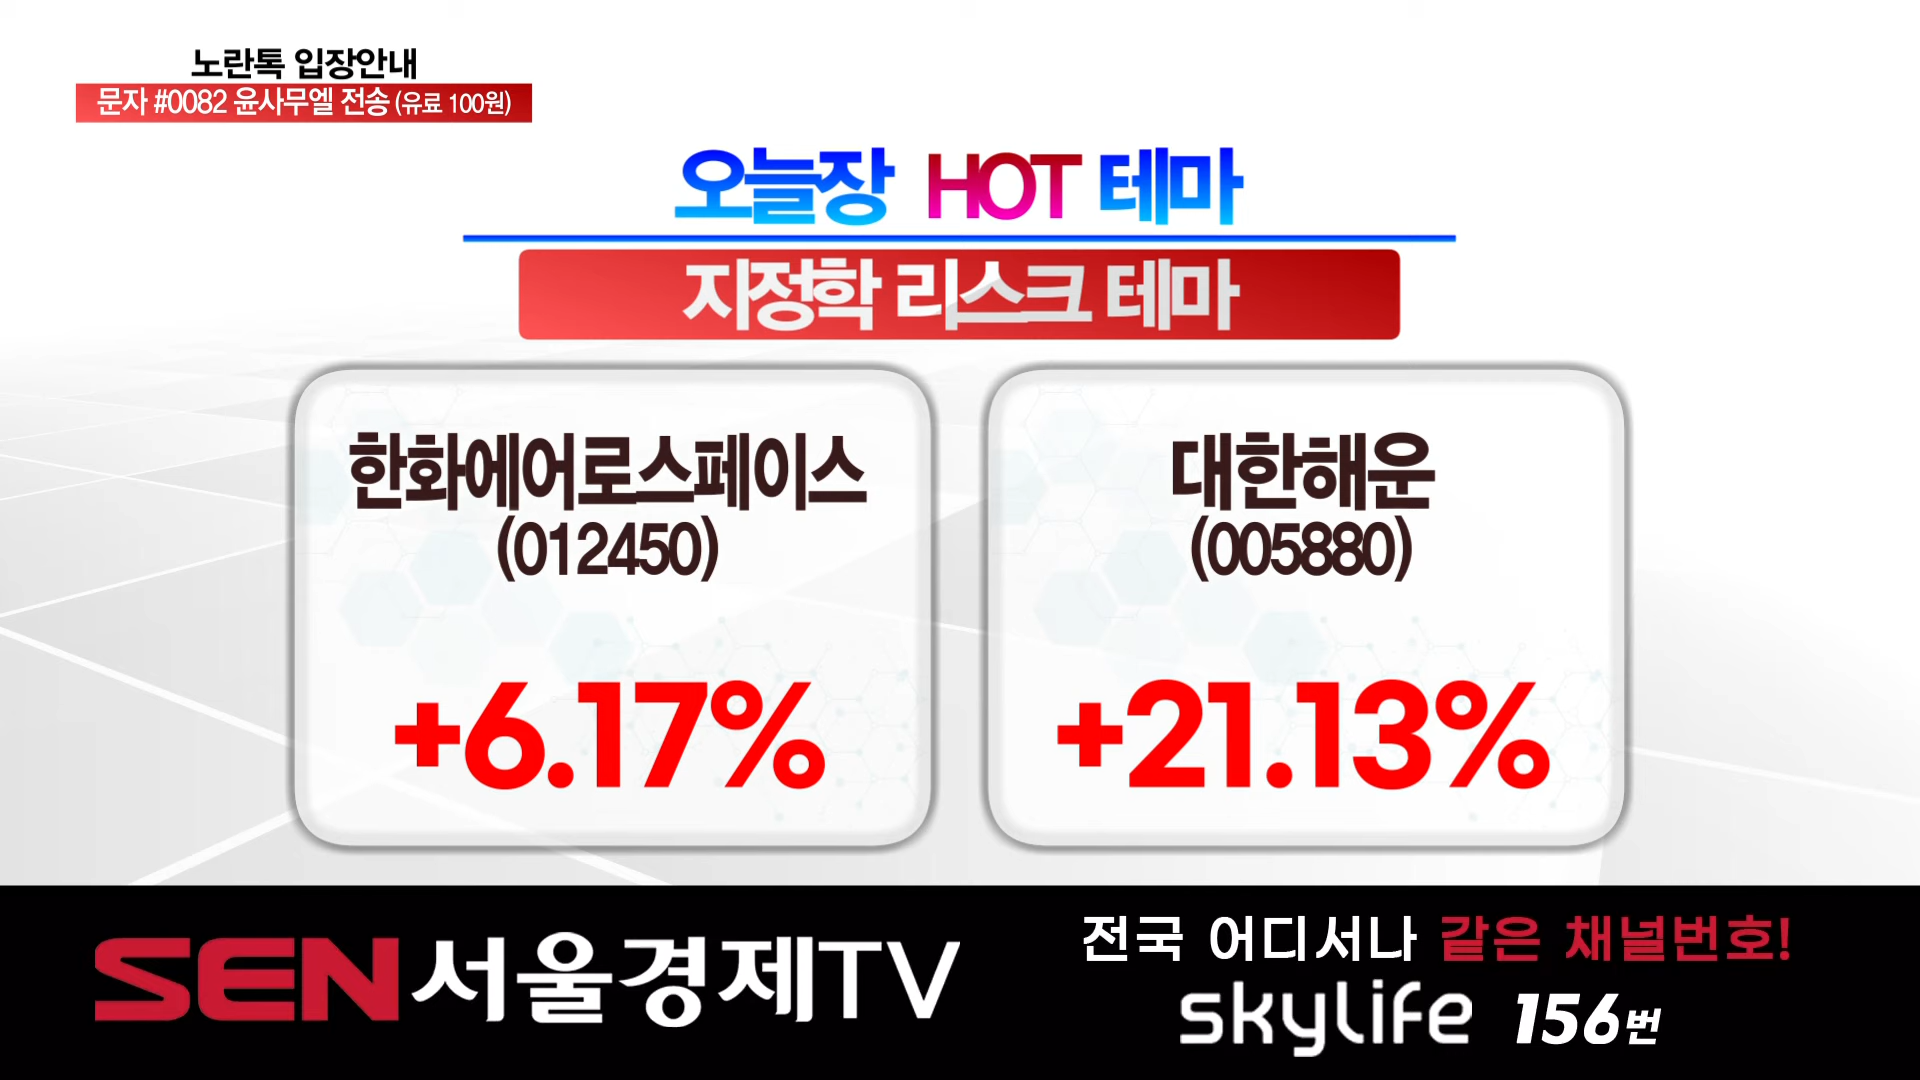 노란톡 입장안내
문자 #0082 윤사무엘 전송 (유료 100원)
오늘장 HOT 테마
지정학 리스크 테마
한화에어로스페이스
(012450)
+6.17%
대한해운
(005880)
+21.13%
SEN 서울경제TV
전국 어디서나 같은 채널번호!
skylife 156번